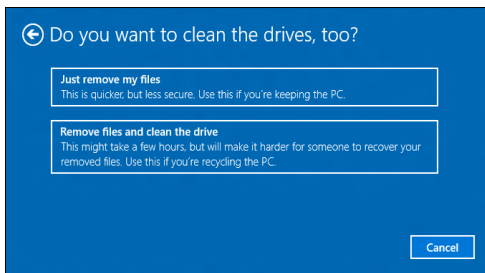 Do you want to clean the drives, too?
Just remove my files
This is quicker, but less secure. Use this if you're keeping the PC.
Remove files and clean the drive
This might take a few hours, but will make it harder for someone to recover your
removed files. Use this if you're recycling the PC.
Cancel